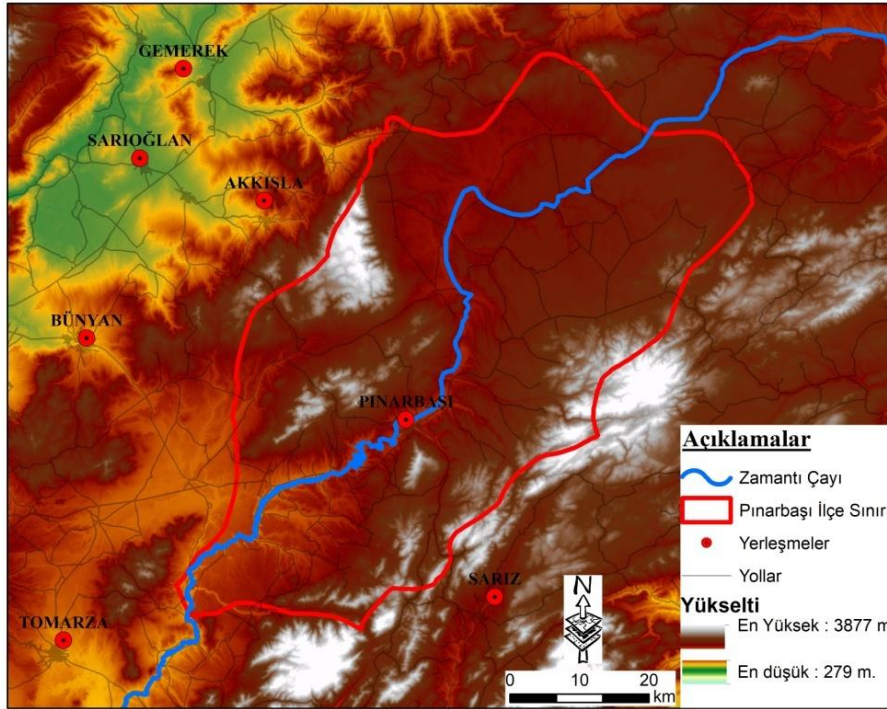 GEMEREK
SARIOĞLAN
AKKIŞLA
BÜNYAN
PINARBAŞI
SARIZ
TOMARZA
N
0 10 20
km
Açıklamalar
Zamantı Çayı
Pınarbaşı İlçe Sınır
Yerleşmeler
Yollar
Yükselti
En Yüksek : 3877 m
En düşük : 279 m.